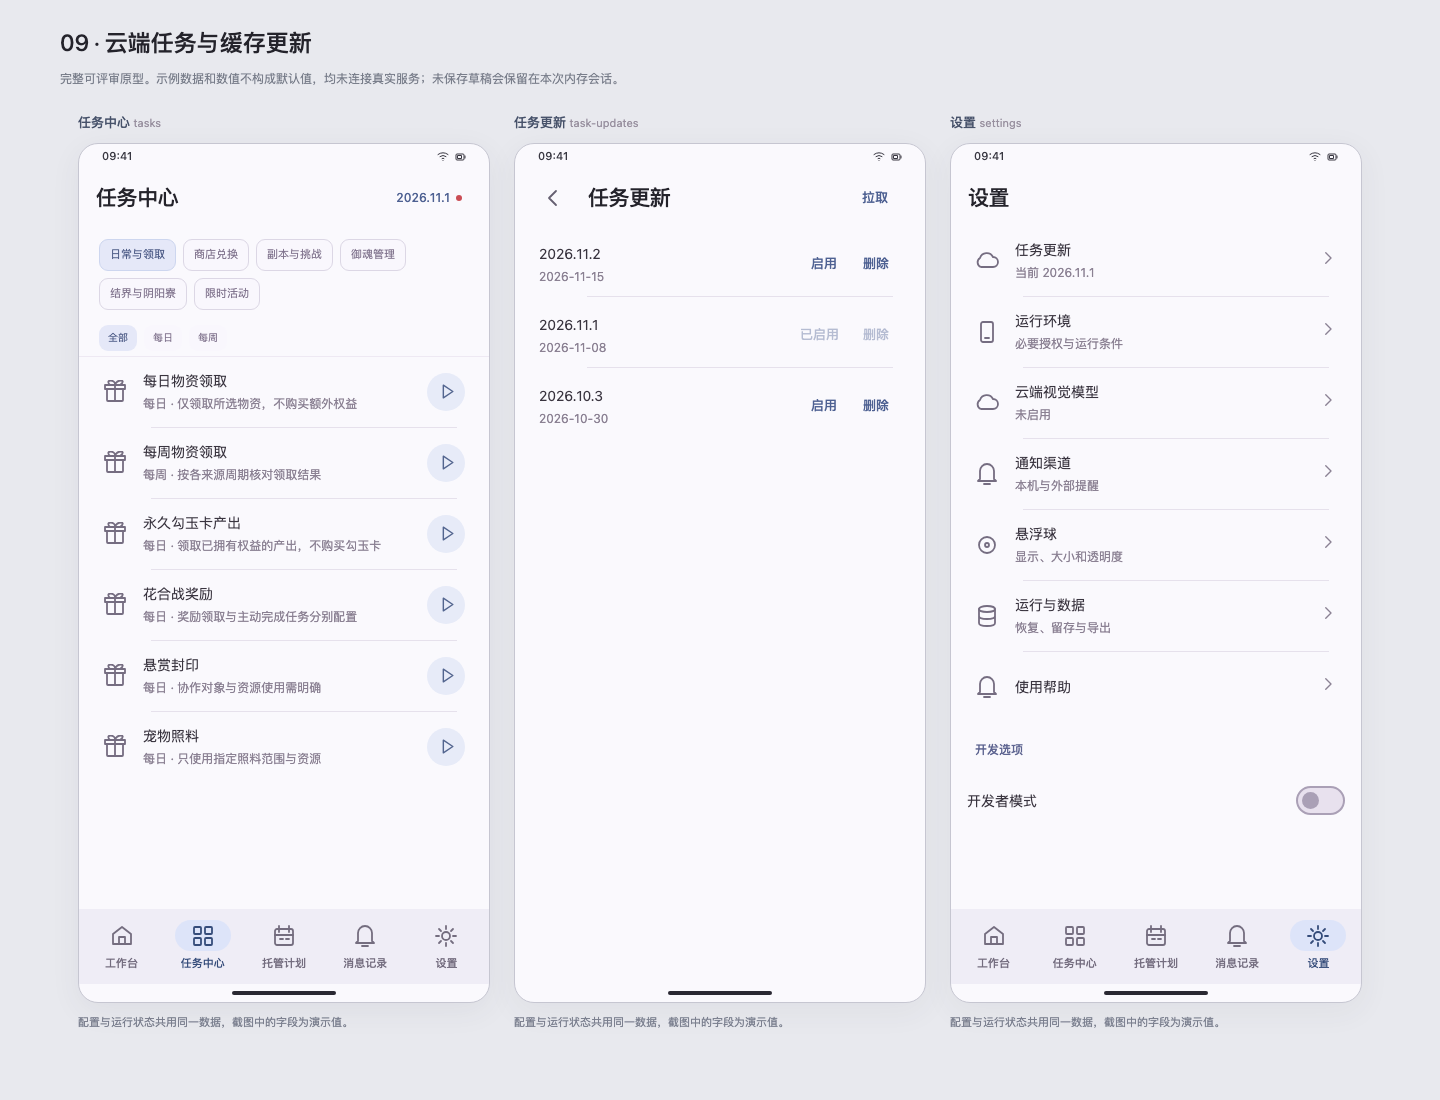 09 · 云端任务与缓存更新
完整可评审原型。示例数据和数值不构成默认值，均未连接真实服务；未保存草稿会保留在本次内存会话。
任务中心 tasks
09:41
任务中心
2026.11.1
日常与领取
商店兑换
副本与挑战
御魂管理
结界与阴阳寮
限时活动
全部
每日
每周
每日物资领取
每日 · 仅领取所选物资，不购买额外权益
每周物资领取
每周 · 按各来源周期核对领取结果
永久勾玉卡产出
每日 · 领取已拥有权益的产出，不购买勾玉卡
花合战奖励
每日 · 奖励领取与主动完成任务分别配置
悬赏封印
每日 · 协作对象与资源使用需明确
宠物照料
每日 · 只使用指定照料范围与资源
工作台
任务中心
托管计划
消息记录
设置
配置与运行状态共用同一数据，截图中的字段为演示值。
任务更新 task-updates
09:41
任务更新
拉取
2026.11.2
2026-11-15
启用
删除
2026.11.1
2026-11-08
已启用
删除
2026.10.3
2026-10-30
启用
删除
配置与运行状态共用同一数据，截图中的字段为演示值。
设置 settings
09:41
设置
任务更新
当前 2026.11.1
运行环境
必要授权与运行条件
云端视觉模型
未启用
通知渠道
本机与外部提醒
悬浮球
显示、大小和透明度
运行与数据
恢复、留存与导出
使用帮助
开发选项
开发者模式
工作台
任务中心
托管计划
消息记录
设置
配置与运行状态共用同一数据，截图中的字段为演示值。